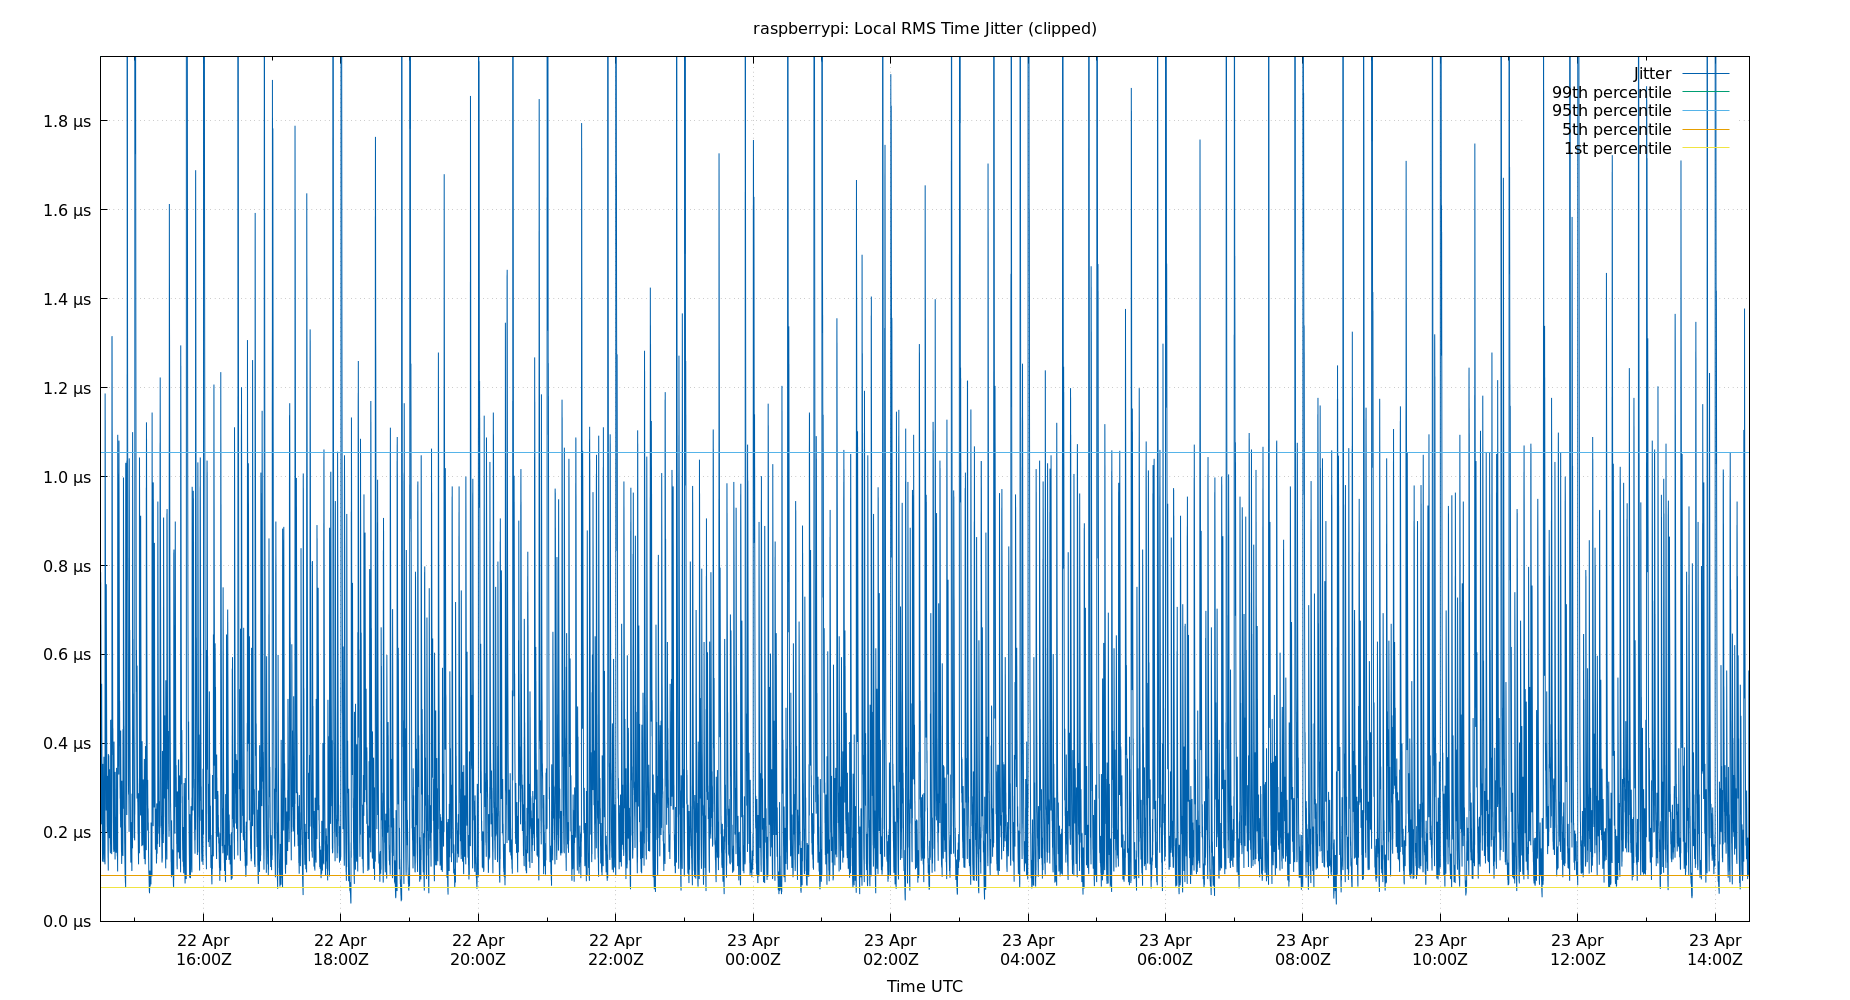 raspberrypi: Local RMS Time Jitter (clipped)
Jitter
99th percentile
95th percentile
5th percentile
1st percentile
1.8 µs
1.6 µs
1.4 µs
1.2 µs
1.0 µs
0.8 µs
0.6 µs
0.4 µs
0.2 µs
0.0 µs
22 Apr 22 Apr 22 Apr 22 Apr 23 Apr 23 Apr 23 Apr 23 Apr 23 Apr 23 Apr 23 Apr 23 Apr
16:00Z 18:00Z 20:00Z 22:00Z 00:00Z 02:00Z 04:00Z 06:00Z 08:00Z 10:00Z 12:00Z 14:00Z
Time UTC